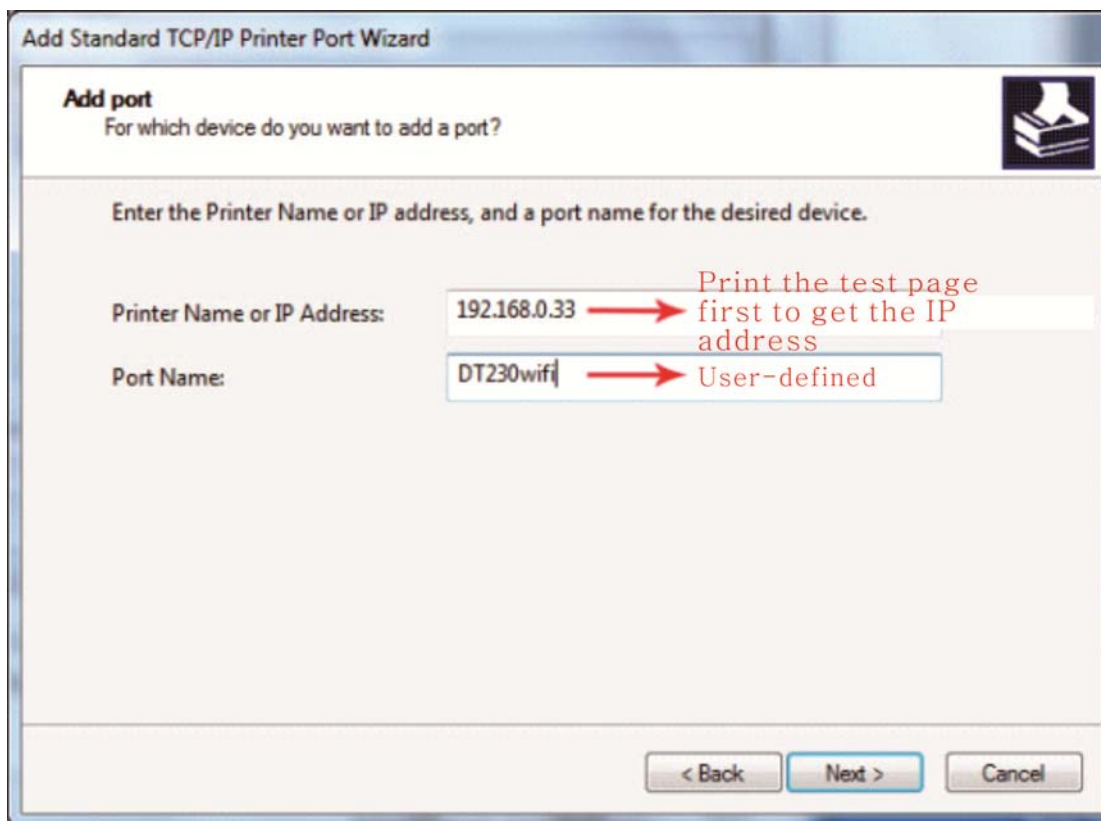 Add Standard TCP/IP Printer Port Wizard
Add port
For which device do you want to add a port?
Enter the Printer Name or IP address, and a port name for the desired device.
Printer Name or IP Address:
192.168.0.33
Print the test page
first to get the IP
address
Port Name:
DT230wifi
User-defined
< Back
Next >
Cancel